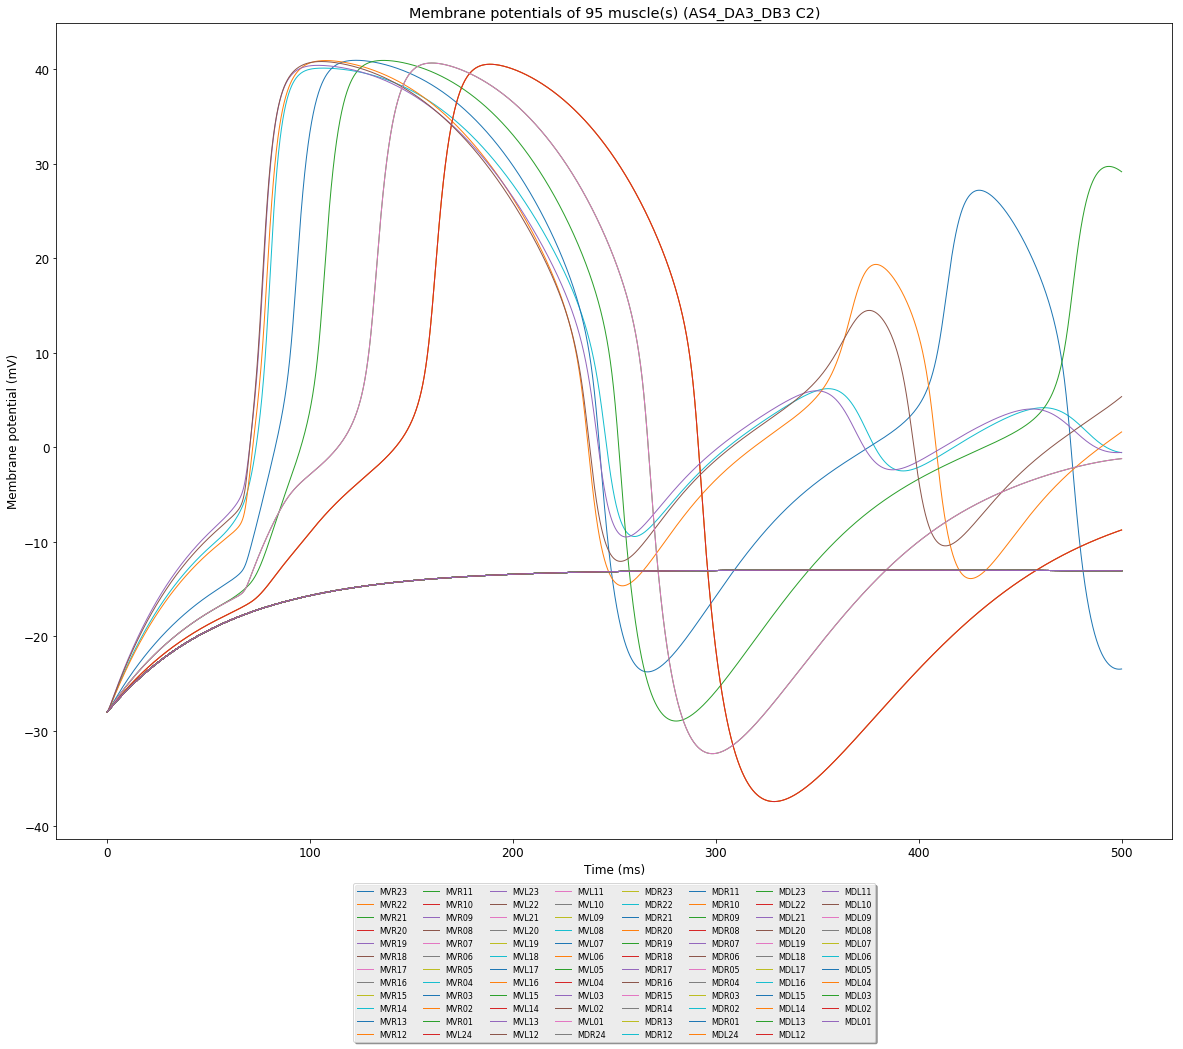 Membrane potentials of 95 muscle(s) (AS4_DA3_DB3 C2)
Membrane potential (mV)
40
30
20
10
0
−10
−20
−30
−40
0 100 200 300 400 500
Time (ms)
MVR23 MVR11 MVL23 MVL11 MDR23 MDR11 MDL23 MDL11
MVR22 MVR10 MVL22 MVL10 MDR22 MDR10 MDL22 MDL10
MVR21 MVR09 MVL21 MVL09 MDR21 MDR09 MDL21 MDL09
MVR20 MVR08 MVL20 MVL08 MDR20 MDR08 MDL20 MDL08
MVR19 MVR07 MVL19 MVL07 MDR19 MDR07 MDL19 MDL07
MVR18 MVR06 MVL18 MVL06 MDR18 MDR06 MDL18 MDL06
MVR17 MVR05 MVL17 MVL05 MDR17 MDR05 MDL17 MDL05
MVR16 MVR04 MVL16 MVL04 MDR16 MDR04 MDL16 MDL04
MVR15 MVR03 MVL15 MVL03 MDR15 MDR03 MDL15 MDL03
MVR14 MVR02 MVL14 MVL02 MDR14 MDR02 MDL14 MDL02
MVR13 MVR01 MVL13 MVL01 MDR13 MDR01 MDL13 MDL01
MVR12 MVL24 MVL12 MDR24 MDR12 MDL24 MDL12